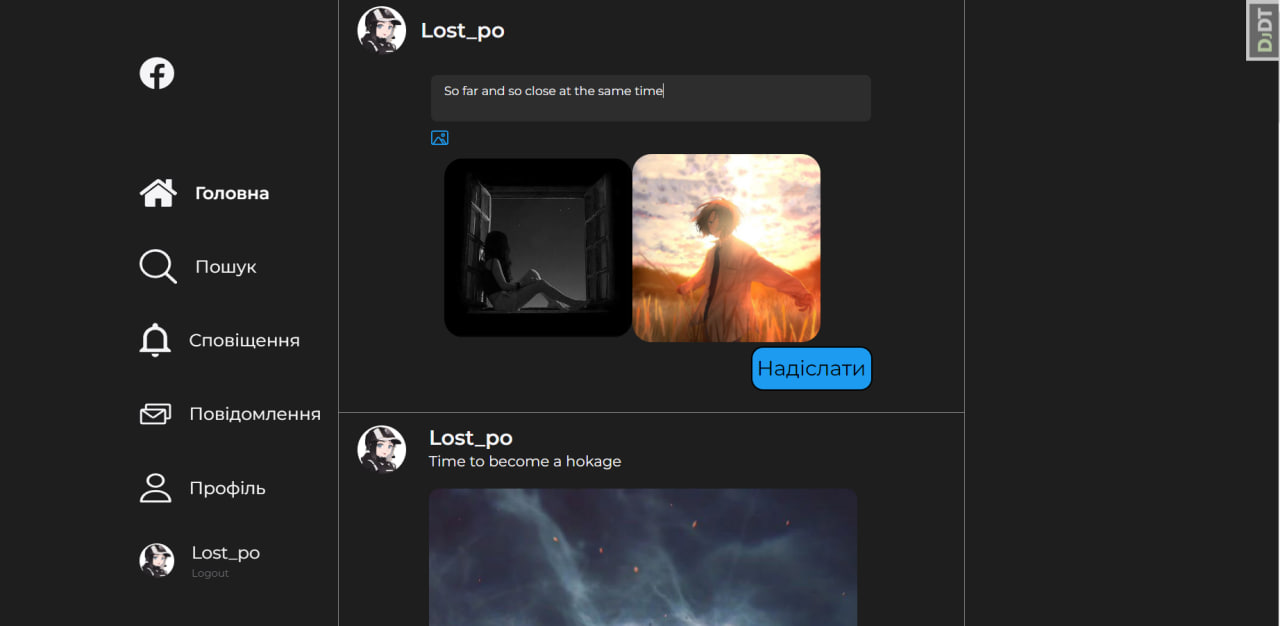 Lost_po
DJDT
So far and so close at the same time
Головна
Пошук
Сповіщення
Надіслати
Повідомлення
Lost_po
Time to become a hokage
Профіль
Lost_po
Logout